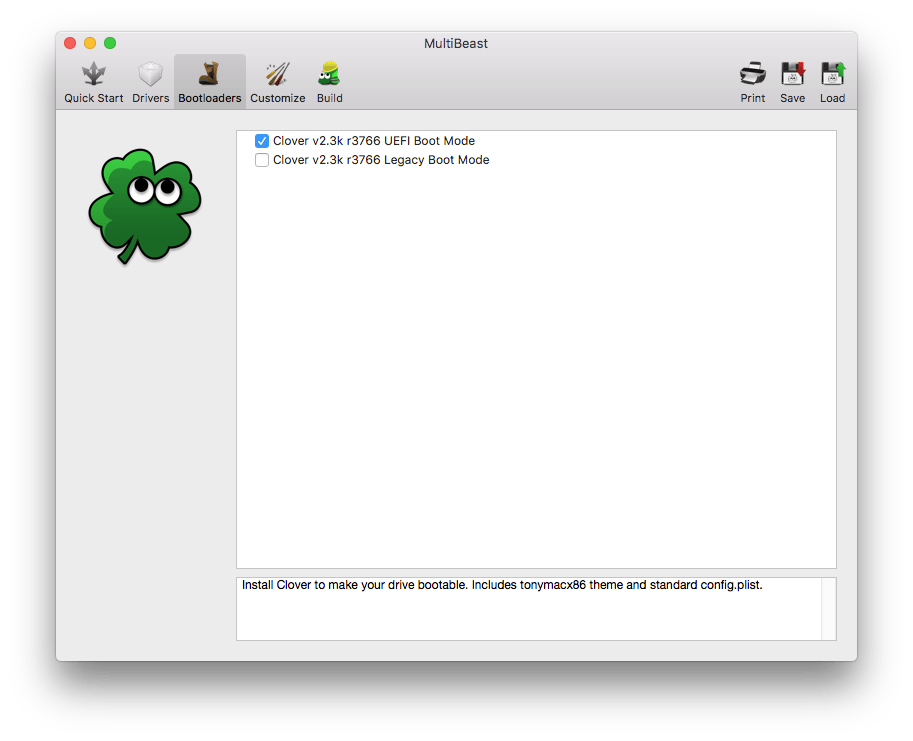 MultiBeast
Quick Start Drivers Bootloaders Customize Build Print Save Load
Clover v2.3k r3766 UEFI Boot Mode
Clover v2.3k r3766 Legacy Boot Mode
Install Clover to make your drive bootable. Includes tonymacx86 theme and standard config.plist.